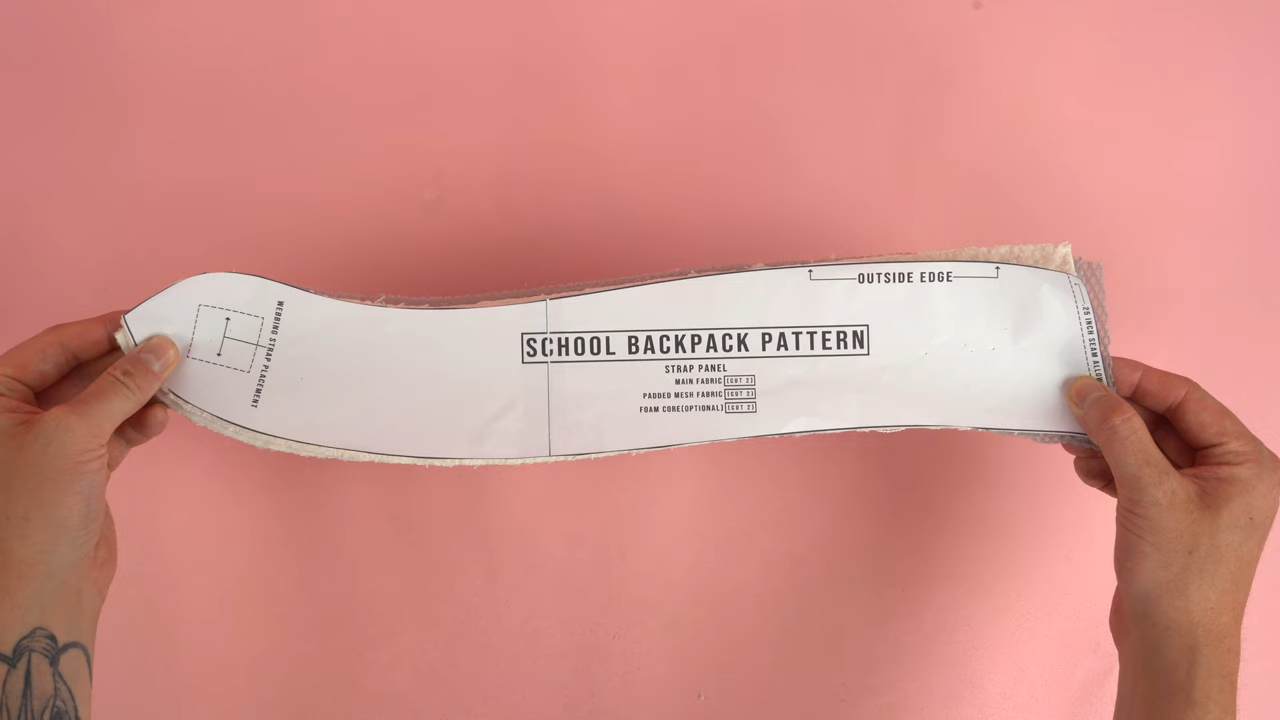 OUTSIDE EDGE
SCHOOL BACKPACK PATTERN
STRAP PANEL
MAIN FABRIC [CUT 2]
PADDED MESH FABRIC [CUT 2]
FOAM CORE(OPTIONAL) [CUT 2]
WEBBING STRAP PLACEMENT
.25 INCH SEAM